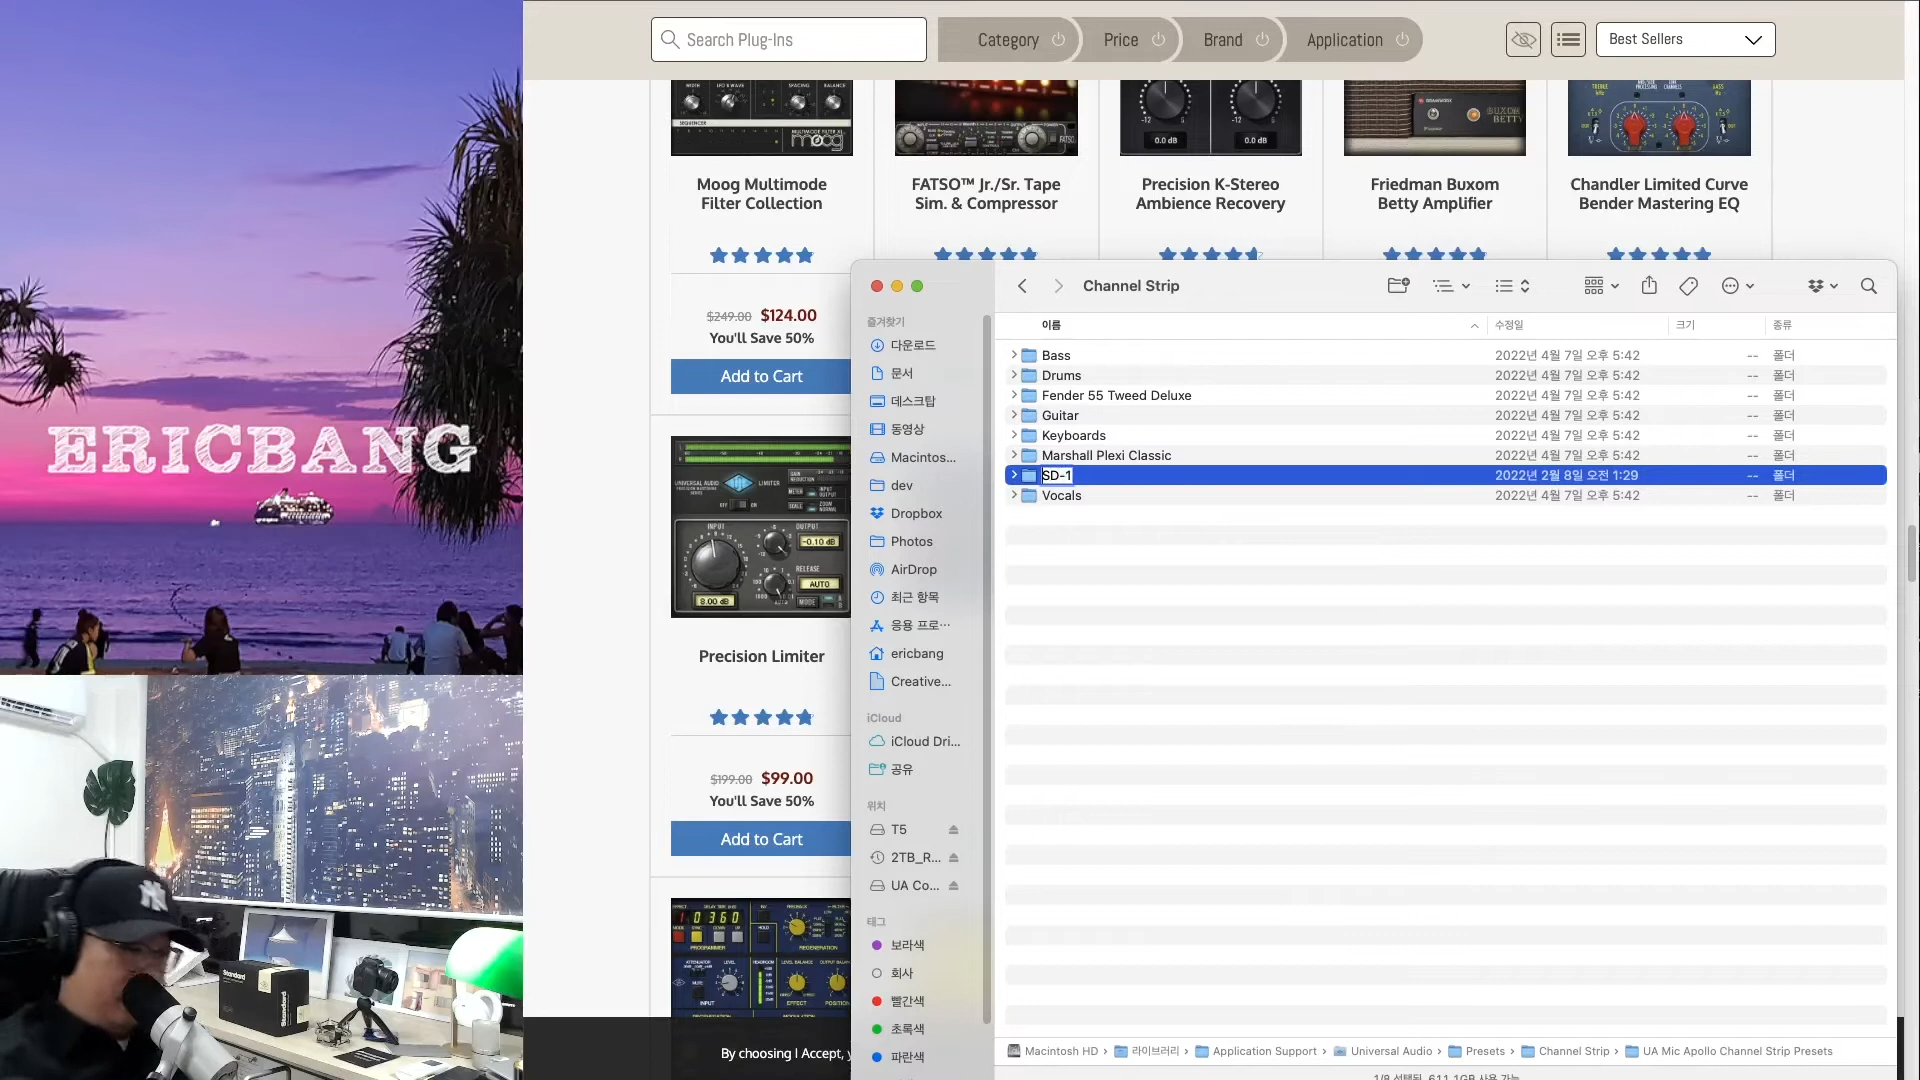 Search Plug-Ins
Category
Price
Brand
Application
Best Sellers
Moog Multimode
Filter Collection
FATSO™ Jr./Sr. Tape
Sim. & Compressor
Precision K-Stereo
Ambience Recovery
Friedman Buxom
Betty Amplifier
Chandler Limited Curve
Bender Mastering EQ
$249.00 $124.00
You'll Save 50%
Add to Cart
Precision Limiter
$199.00 $99.00
You'll Save 50%
Add to Cart
By choosing I Accept, y
ERICBANG
즐겨찾기
다운로드
문서
데스크탑
동영상
Macintos...
dev
Dropbox
Photos
AirDrop
최근 항목
응용 프로…
ericbang
Creative...
iCloud
iCloud Dri...
공유
위치
T5
2TB_R...
UA Co...
태그
보라색
회사
빨간색
초록색
파란색
Channel Strip
이름 수정일 크기 종류
Bass 2022년 4월 7일 오후 5:42 -- 폴더
Drums 2022년 4월 7일 오후 5:42 -- 폴더
Fender 55 Tweed Deluxe 2022년 4월 7일 오후 5:42 -- 폴더
Guitar 2022년 4월 7일 오후 5:42 -- 폴더
Keyboards 2022년 4월 7일 오후 5:42 -- 폴더
Marshall Plexi Classic 2022년 4월 7일 오후 5:42 -- 폴더
SD-1 2022년 2월 8일 오전 1:29 -- 폴더
Vocals 2022년 4월 7일 오후 5:42 -- 폴더
Macintosh HD › 라이브러리 › Application Support › Universal Audio › Presets › Channel Strip › UA Mic Apollo Channel Strip Presets